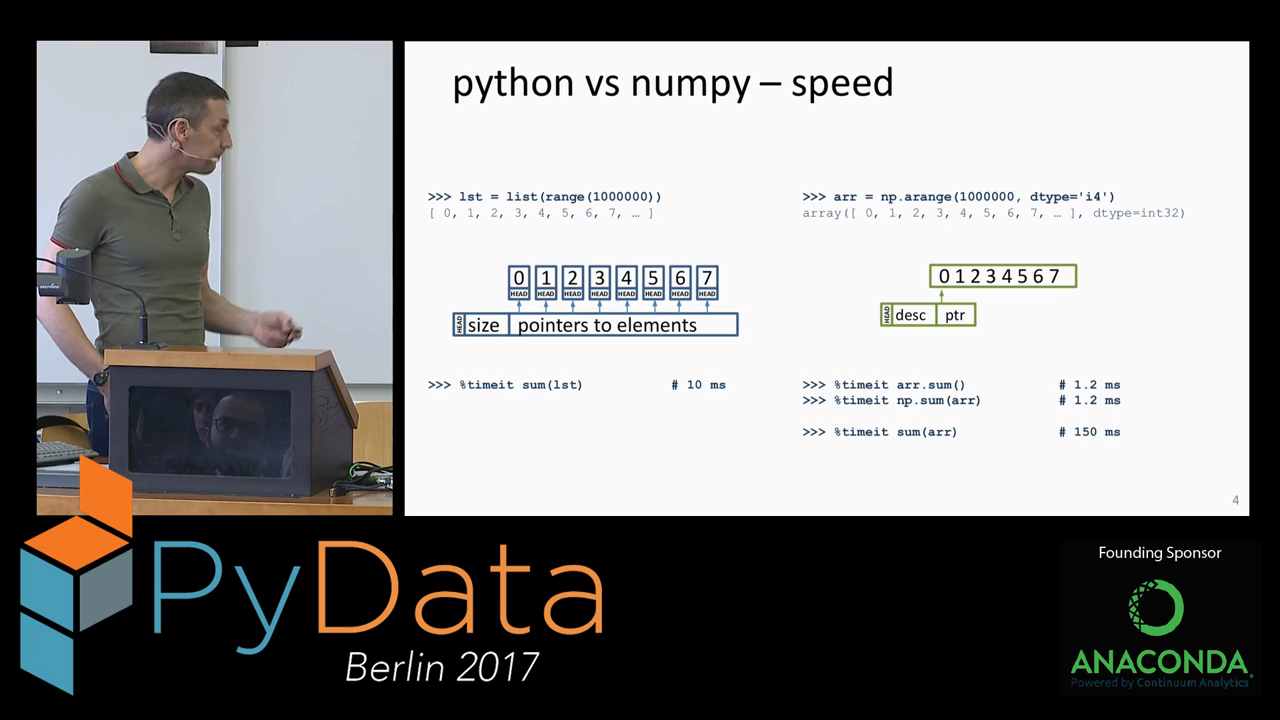 python vs numpy – speed
>>> lst = list(range(1000000))
[ 0, 1, 2, 3, 4, 5, 6, 7, … ]
0 1 2 3 4 5 6 7
HEAD HEAD HEAD HEAD HEAD HEAD HEAD HEAD
HEAD size pointers to elements
>>> %timeit sum(lst) # 10 ms
>>> arr = np.arange(1000000, dtype='i4')
array([ 0, 1, 2, 3, 4, 5, 6, 7, … ], dtype=int32)
0 1 2 3 4 5 6 7
HEAD desc ptr
>>> %timeit arr.sum() # 1.2 ms
>>> %timeit np.sum(arr) # 1.2 ms
>>> %timeit sum(arr) # 150 ms
4
PyData
Berlin 2017
Founding Sponsor
ANACONDA
Powered by Continuum Analytics